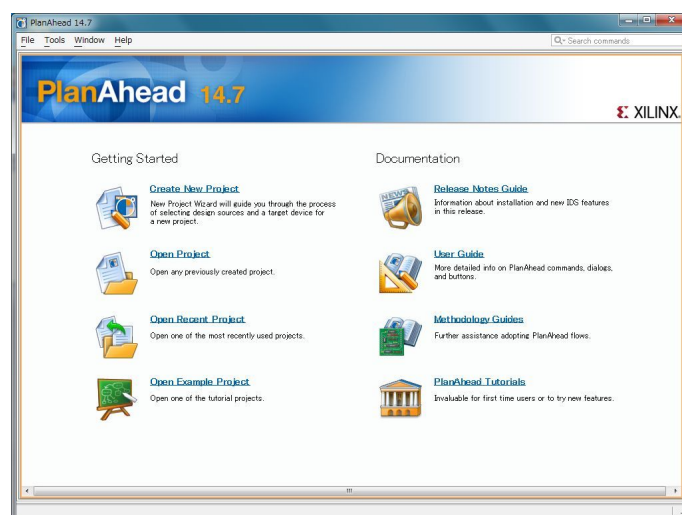 PlanAhead 14.7
File Tools Window Help
Search commands
PlanAhead 14.7
XILINX
Getting Started
Documentation
Create New Project
New Project Wizard will guide you through the process
of selecting design sources and a target device for
a new project.
Open Project
Open any previously created project.
Open Recent Project
Open one of the most recently used projects.
Open Example Project
Open one of the tutorial projects.
Release Notes Guide
Information about installation and new IDS features
in this release.
User Guide
More detailed info on PlanAhead commands, dialogs,
and buttons.
Methodology Guides
Further assistance adopting PlanAhead flows.
PlanAhead Tutorials
Invaluable for first time users or to try new features.